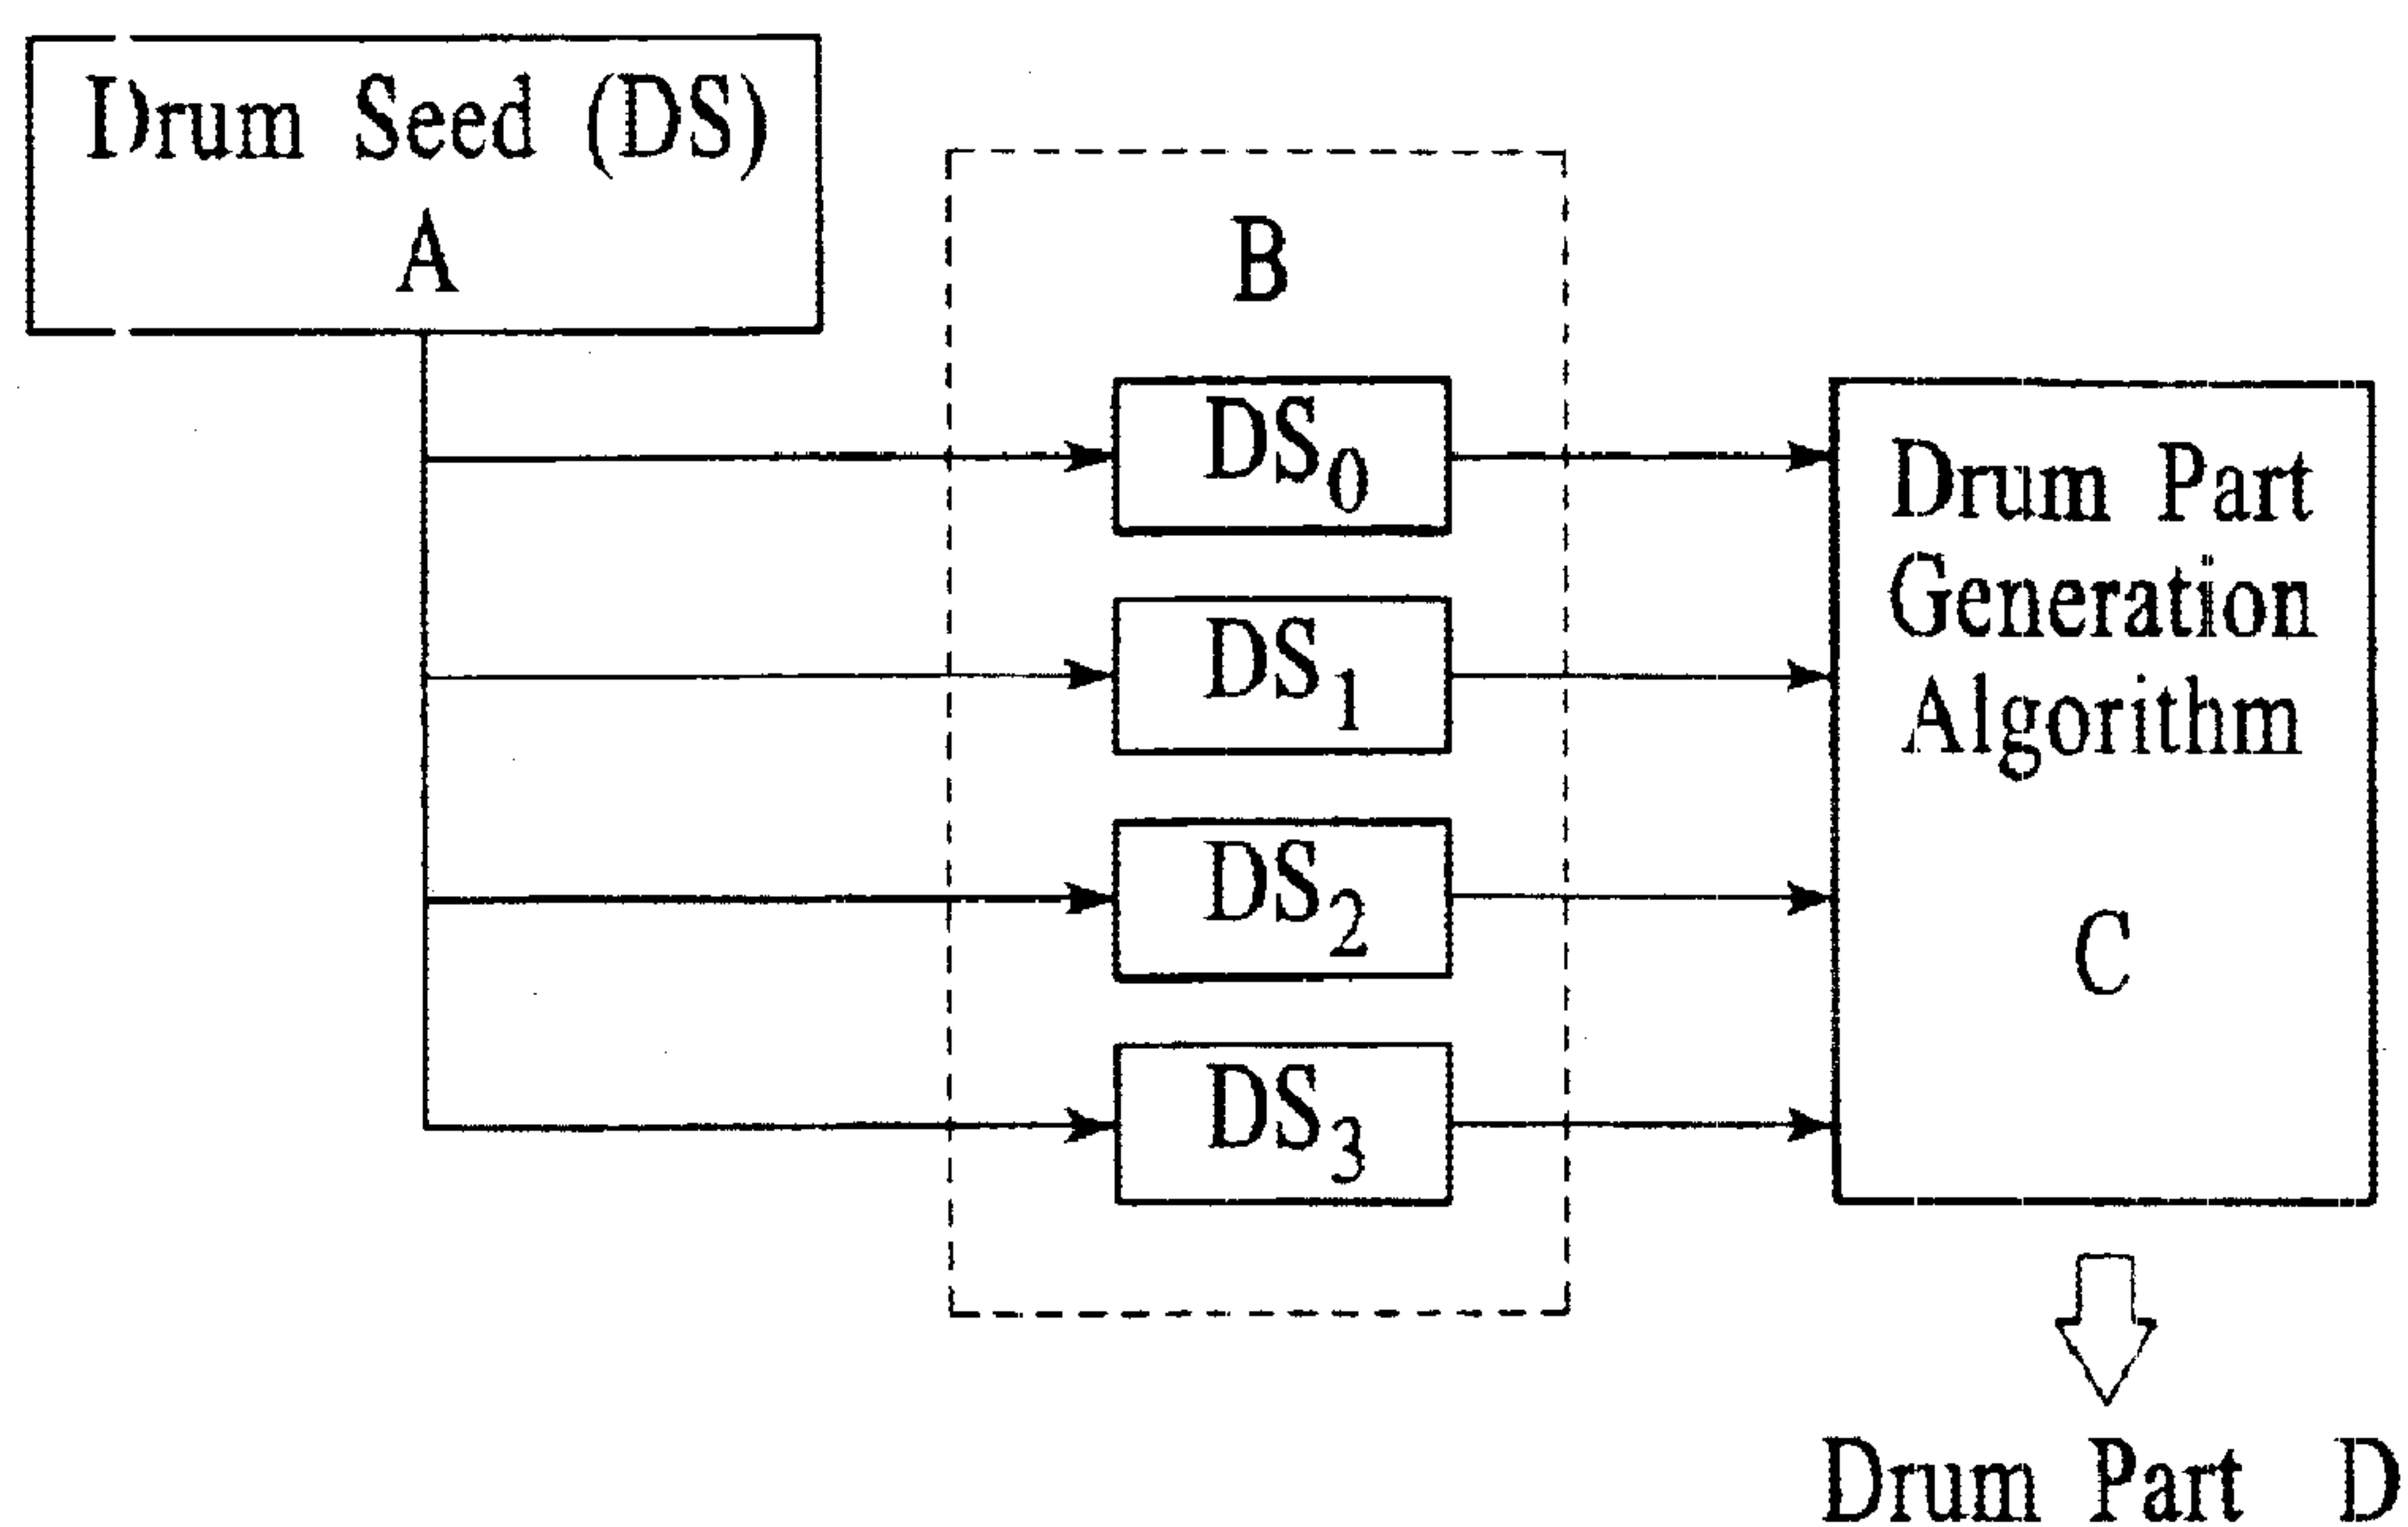 Drum Seed (DS)
A
B
DS0
DS1
DS2
DS3
Drum Part
Generation
Algorithm
C
Drum Part D